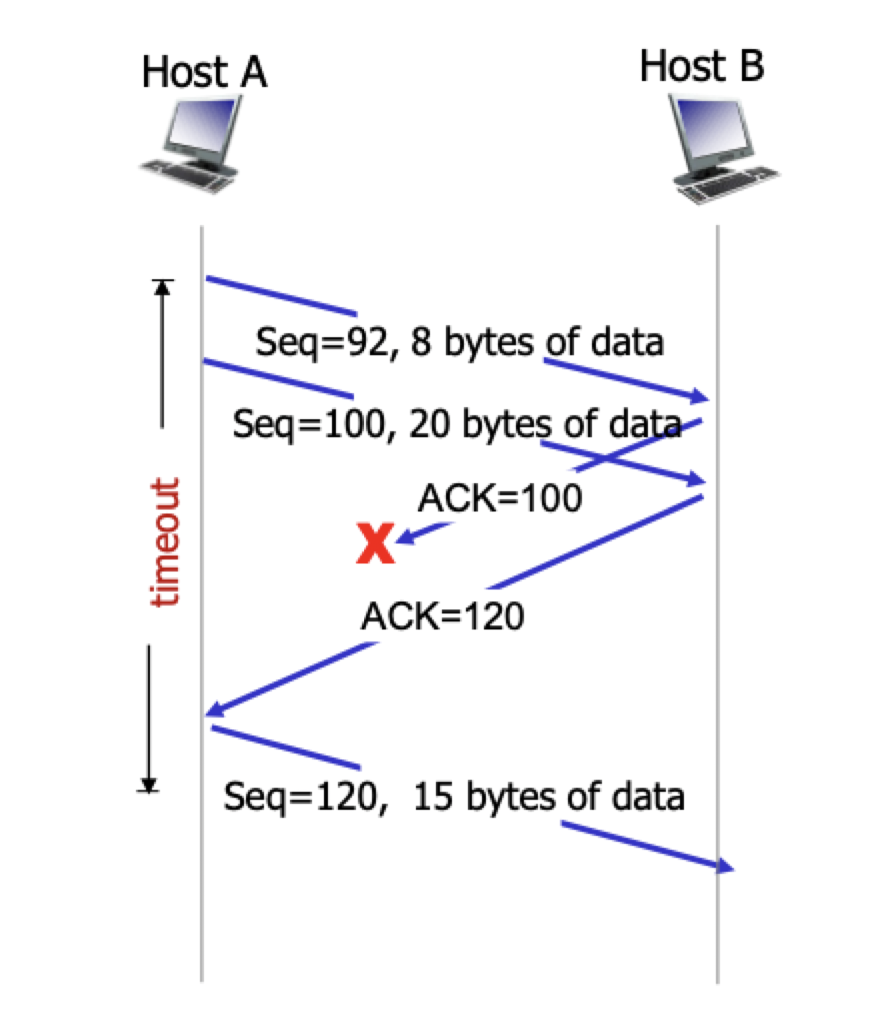 Host A
Host B
Seq=92, 8 bytes of data
Seq=100, 20 bytes of data
ACK=100
X
timeout
ACK=120
Seq=120, 15 bytes of data